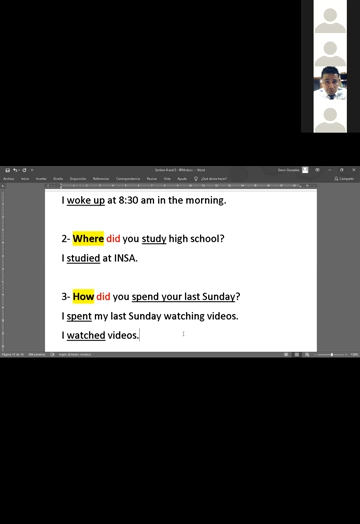 I woke up at 8:30 am in the morning.
2- Where did you study high school?
I studied at INSA.
3- How did you spend your last Sunday?
I spent my last Sunday watching videos.
I watched videos.